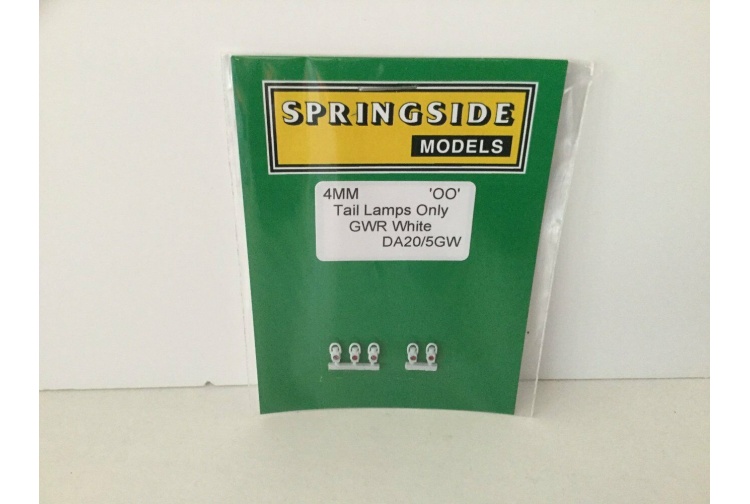 SPRINGSIDE
MODELS
4MM 'OO'
Tail Lamps Only
GWR White
DA20/5GW